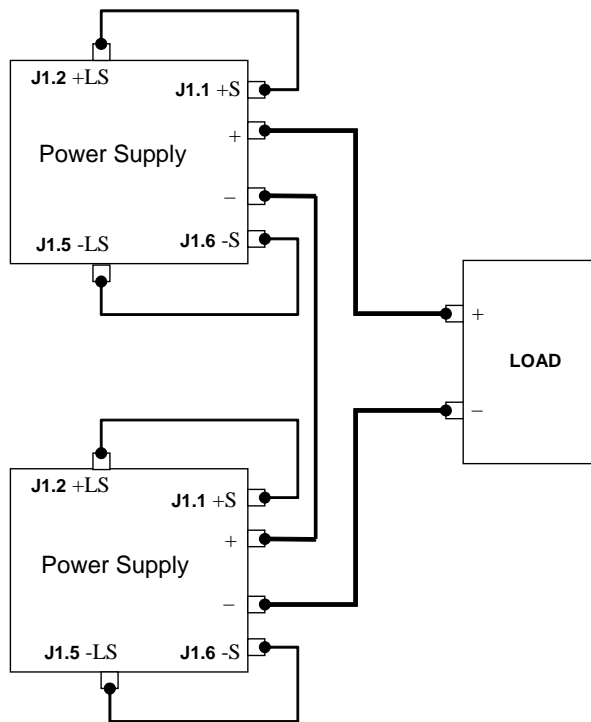 J1.2 +LS
J1.1 +S
+
Power Supply
−
J1.5 -LS
J1.6 -S
+
LOAD
−
J1.2 +LS
J1.1 +S
+
Power Supply
−
J1.5 -LS
J1.6 -S